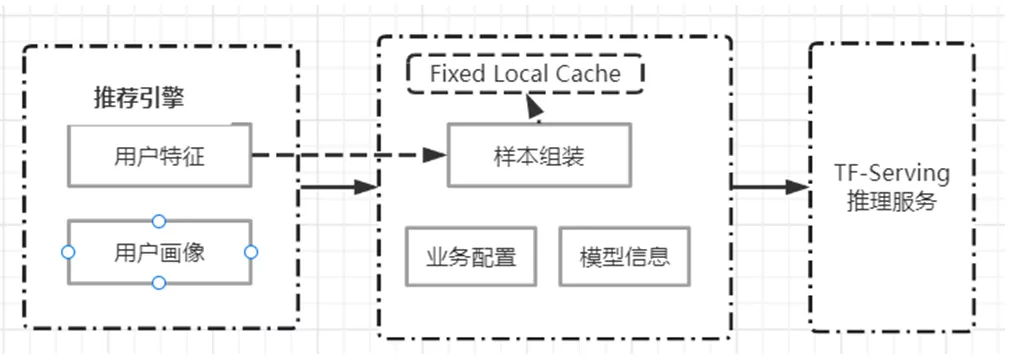 推荐引擎
用户特征
用户画像
Fixed Local Cache
样本组装
业务配置
模型信息
TF-Serving
推理服务